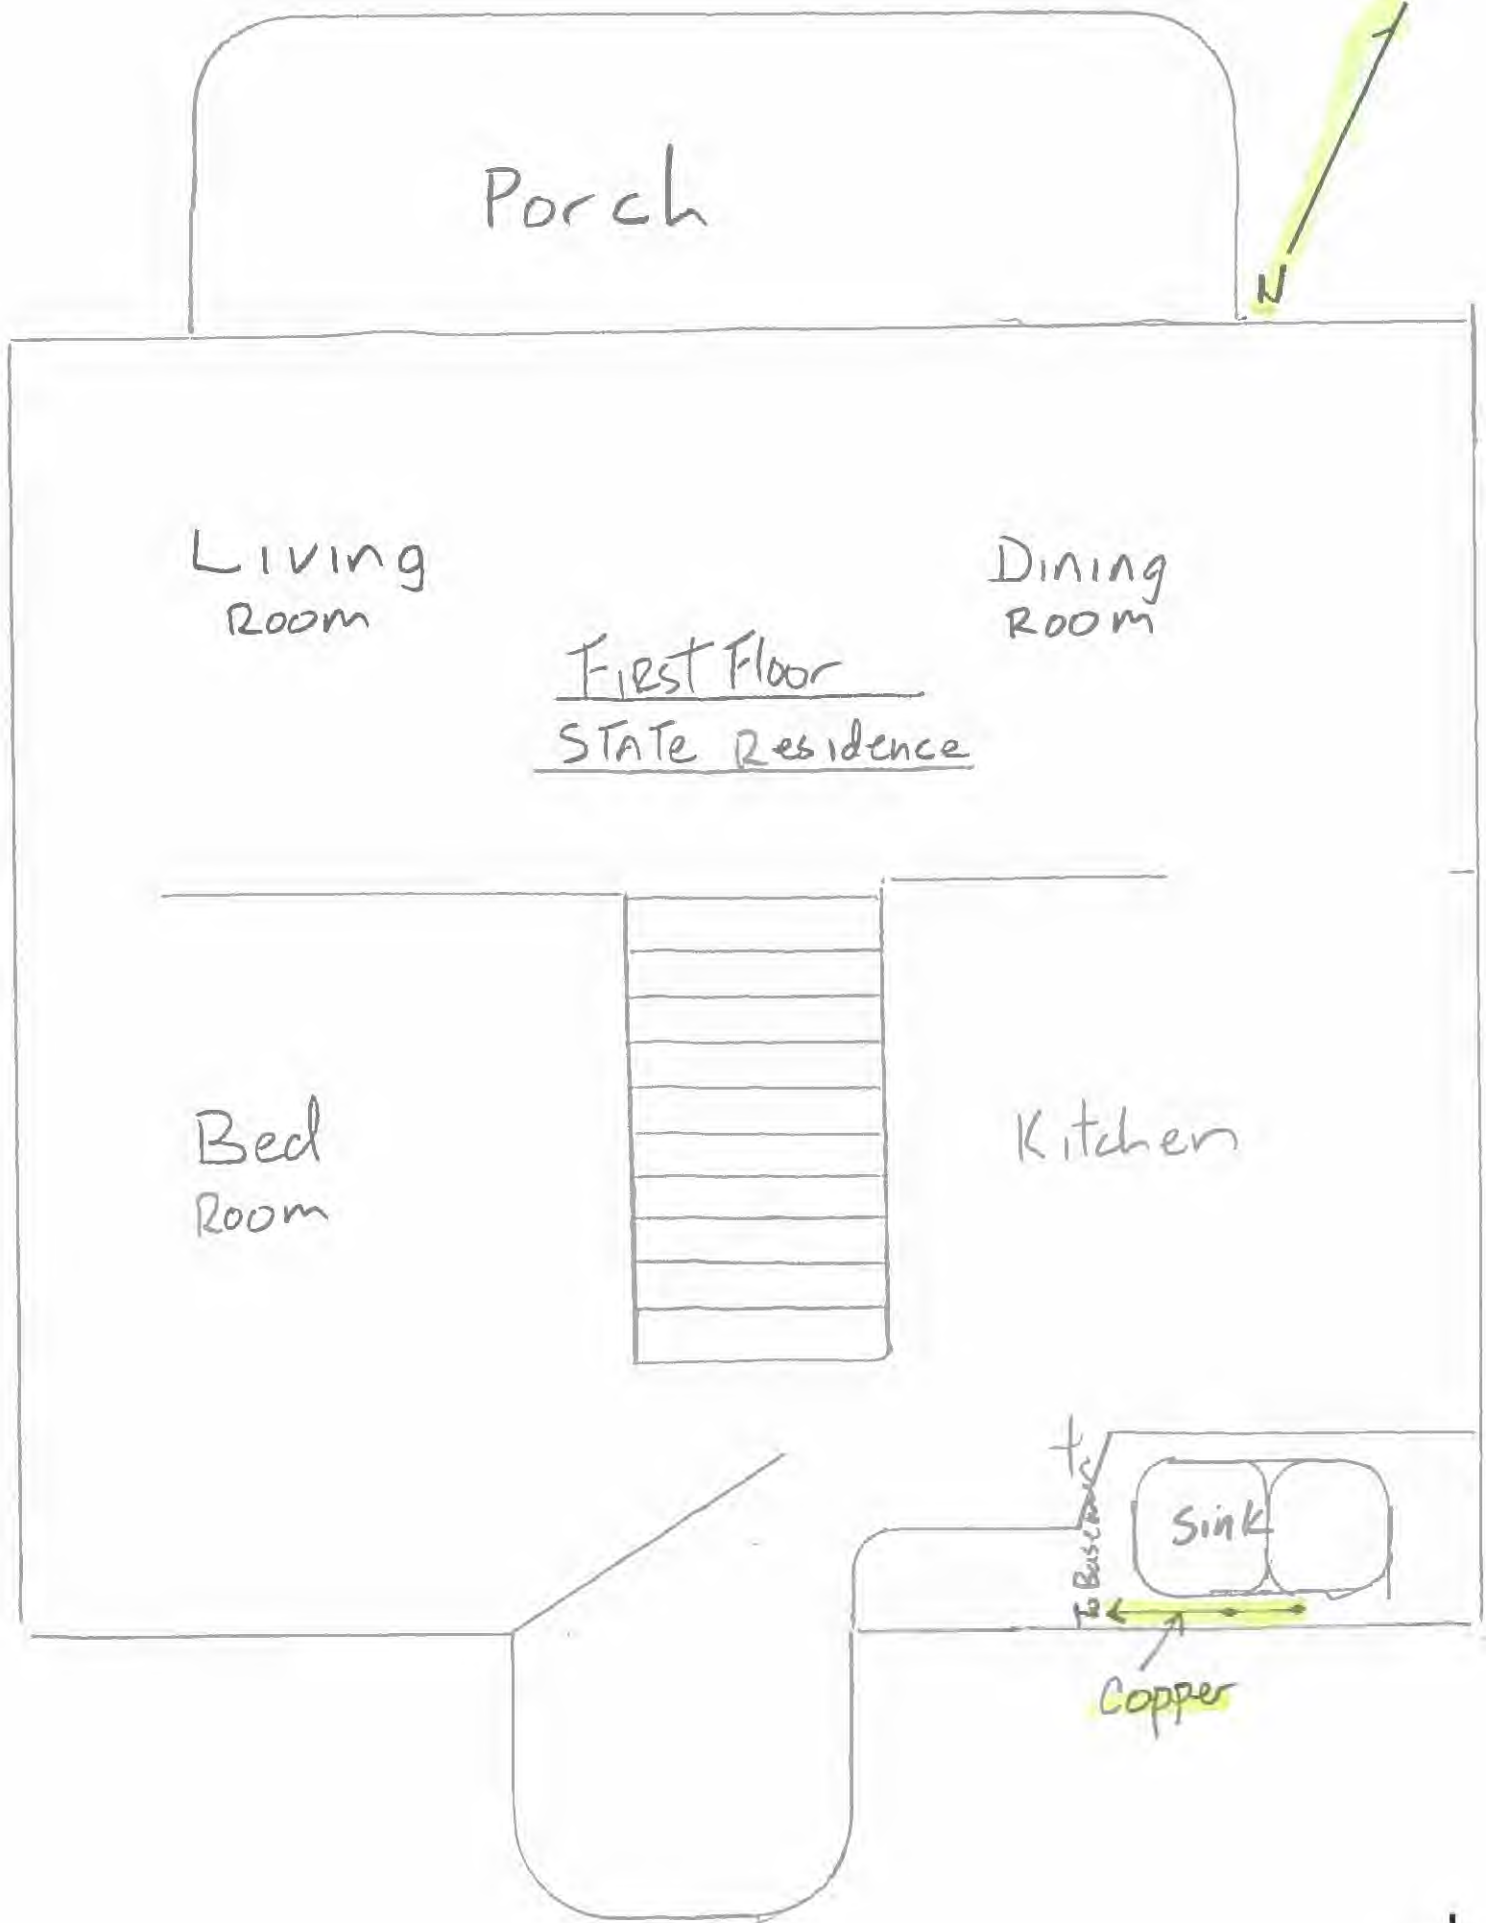 Porch
N
Living
Room
Dining
Room
First Floor
STATE Residence
Bed
Room
Kitchen
Sink
To Basement
Copper